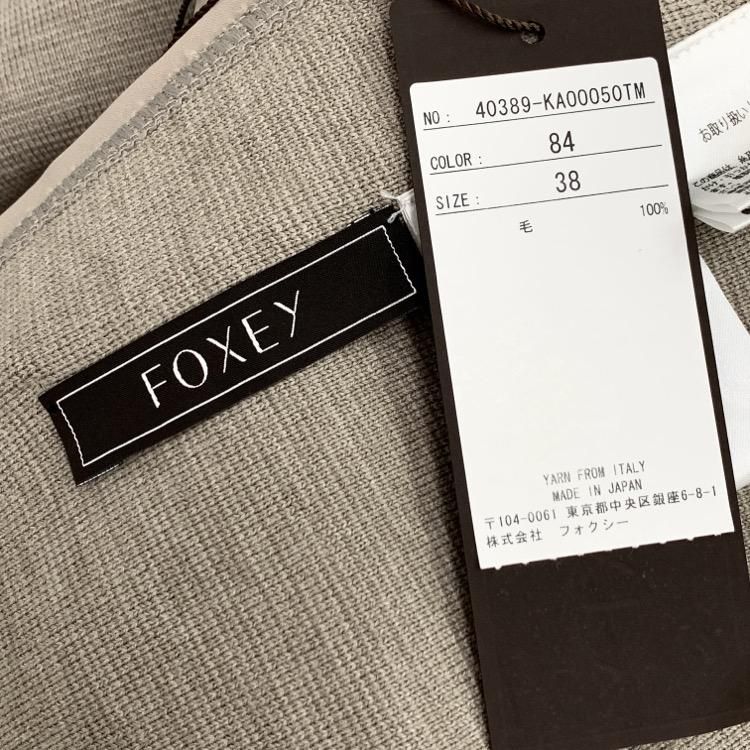 FOXEY
NO: 40389-KA00050TM
COLOR: 84
SIZE: 38
毛 100%
YARN FROM ITALY
MADE IN JAPAN
〒104-0061 東京都中央区銀座6-8-1
株式会社 フォクシー
お取り扱い